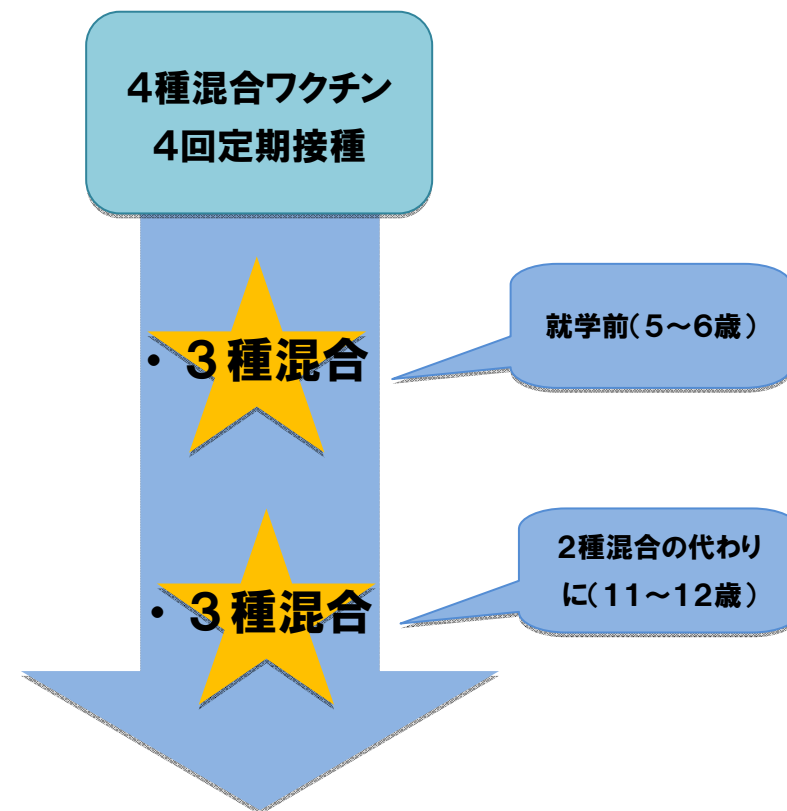 ４種混合ワクチン
４回定期接種
・３種混合
就学前（５～６歳）
２種混合の代わり
に（１１～１２歳）
・３種混合